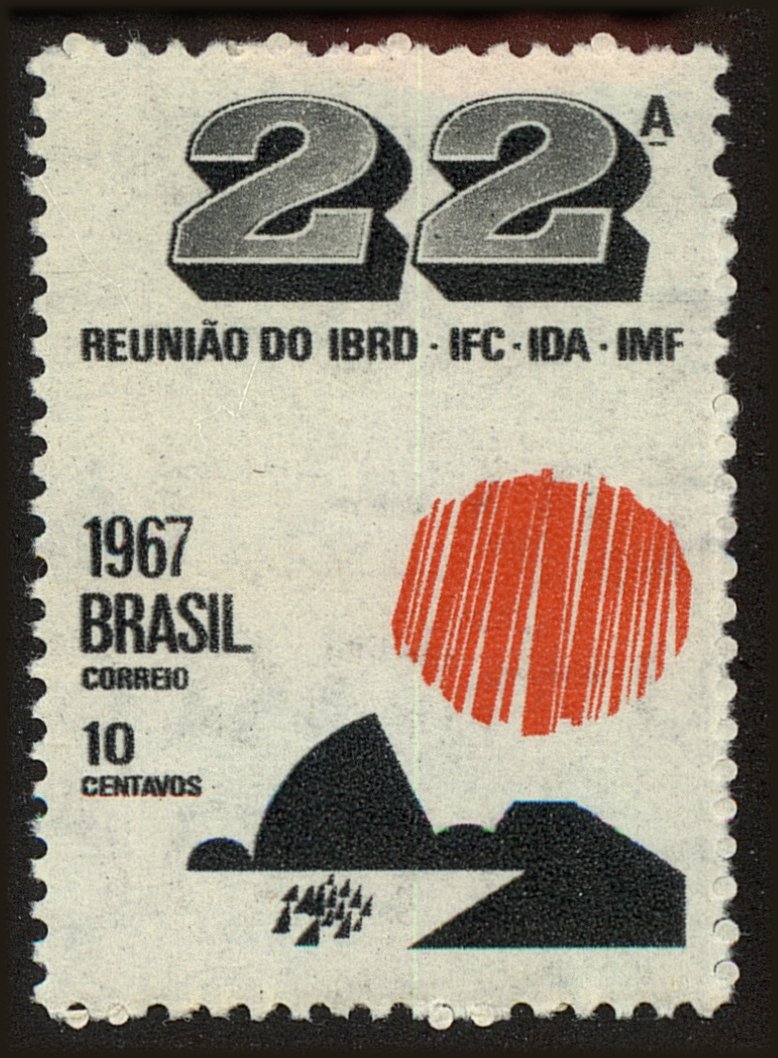 22A
REUNIÃO DO IBRD · IFC · IDA · IMF
1967
BRASIL
CORREIO
10
CENTAVOS